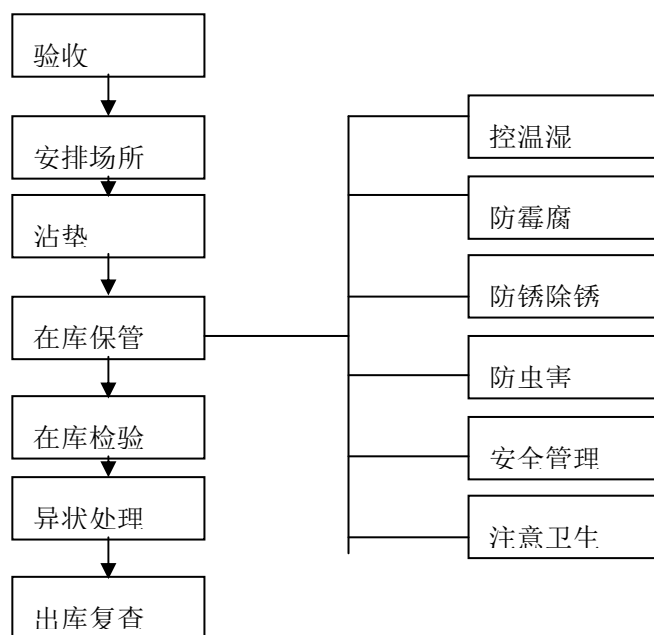 验收
安排场所
沾垫
在库保管
在库检验
异状处理
出库复查
控温湿
防霉腐
防锈除锈
防虫害
安全管理
注意卫生